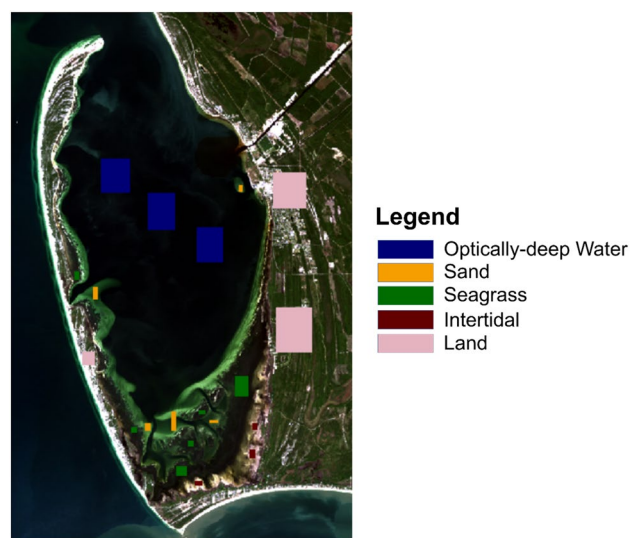 Legend
Optically-deep Water
Sand
Seagrass
Intertidal
Land